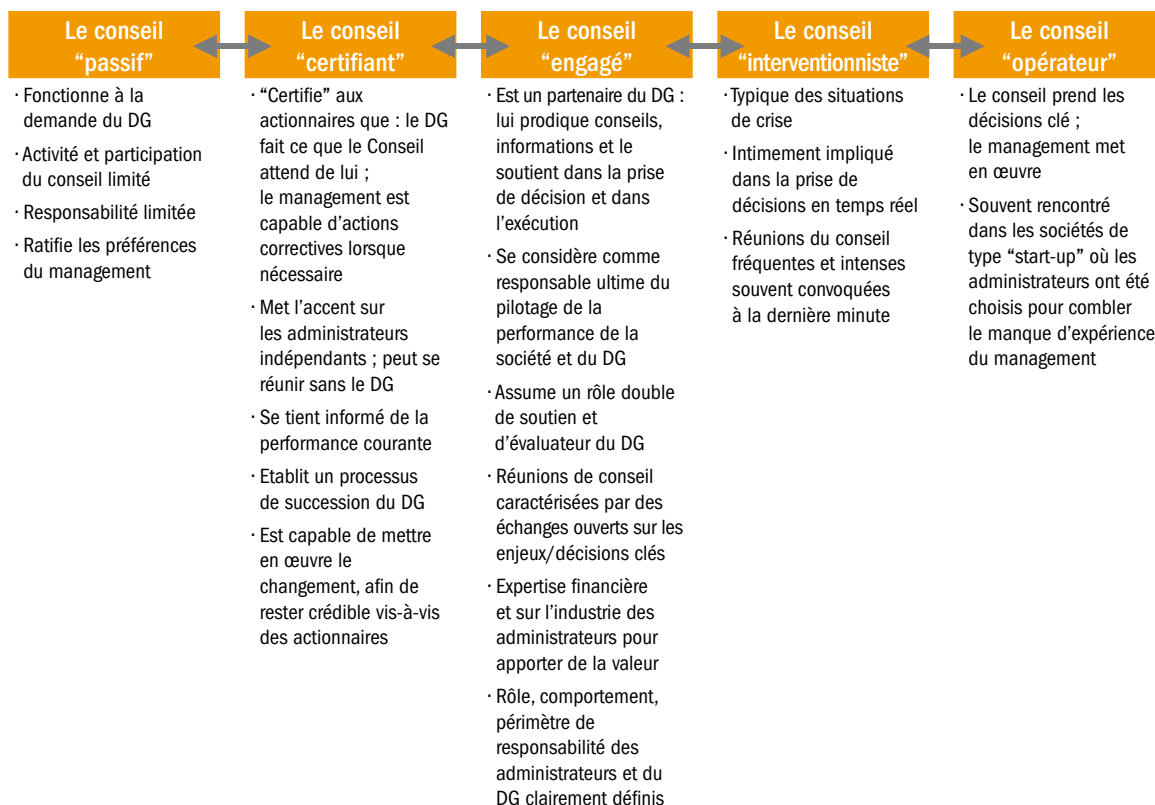 Le conseil
“passif”
· Fonctionne à la
demande du DG
· Activité et participation
du conseil limité
· Responsabilité limitée
· Ratifie les préférences
du management
Le conseil
“certifiant”
· “Certifie” aux
actionnaires que : le DG
fait ce que le Conseil
attend de lui ;
le management est
capable d’actions
correctives lorsque
nécessaire
· Met l’accent sur
les administrateurs
indépendants ; peut se
réunir sans le DG
· Se tient informé de la
performance courante
· Etablit un processus
de succession du DG
· Est capable de mettre
en œuvre le
changement, afin de
rester crédible vis-à-vis
des actionnaires
Le conseil
“engagé”
· Est un partenaire du DG :
lui prodique conseils,
informations et le
soutient dans la prise
de décision et dans
l’exécution
· Se considère comme
responsable ultime du
pilotage de la
performance de la
société et du DG
· Assume un rôle double
de soutien et
d’évaluateur du DG
· Réunions de conseil
caractérisées par des
échanges ouverts sur les
enjeux/décisions clés
· Expertise financière
et sur l’industrie des
administrateurs pour
apporter de la valeur
· Rôle, comportement,
périmètre de
responsabilité des
administrateurs et du
DG clairement définis
Le conseil
“interventionniste”
· Typique des situations
de crise
· Intimement impliqué
dans la prise de
décisions en temps réel
· Réunions du conseil
fréquentes et intenses
souvent convoquées
à la dernière minute
Le conseil
“opérateur”
· Le conseil prend les
décisions clé ;
le management met
en œuvre
· Souvent rencontré
dans les sociétés de
type “start-up” où les
administrateurs ont été
choisis pour combler
le manque d’expérience
du management